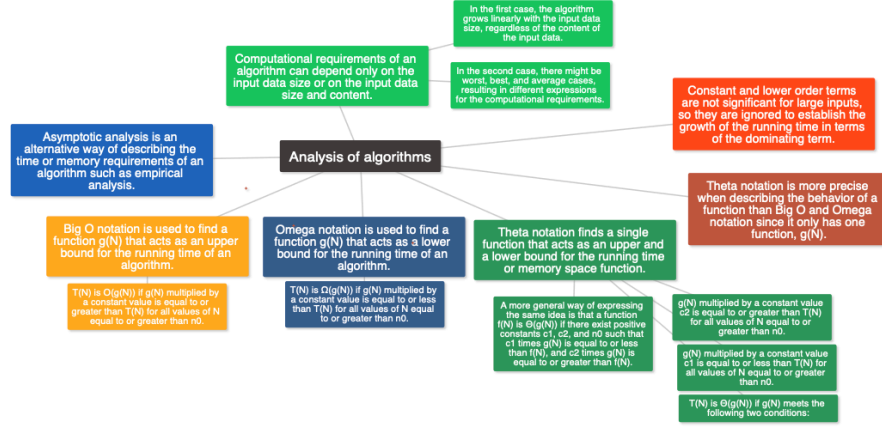 In the first case, the algorithm
grows linearly with the input data
size, regardless of the content of
the input data.
Computational requirements of an
algorithm can depend only on the
input data size or on the input data
size and content.
In the second case, there might be
worst, best, and average cases,
resulting in different expressions
for the computational requirements.
Constant and lower order terms
are not significant for large inputs,
so they are ignored to establish the
growth of the running time in terms
of the dominating term.
Asymptotic analysis is an
alternative way of describing the
time or memory requirements of an
algorithm such as empirical
analysis.
Analysis of algorithms
Theta notation is more precise
when describing the behavior of a
function than Big O and Omega
notation since it only has one
function, g(N).
Big O notation is used to find a
function g(N) that acts as an upper
bound for the running time of an
algorithm.
T(N) is O(g(N)) if g(N) multiplied by
a constant value is equal to or
greater than T(N) for all values of N
equal to or greater than n0.
Omega notation is used to find a
function g(N) that acts as a lower
bound for the running time of an
algorithm.
T(N) is Ω(g(N)) if g(N) multiplied by
a constant value is equal to or less
than T(N) for all values of N equal
to or greater than n0.
Theta notation finds a single
function that acts as an upper and
a lower bound for the running time
or memory space function.
A more general way of expressing
the same idea is that a function
f(N) is Θ(g(N)) if there exist positive
constants c1, c2, and n0 such that
c1 times g(N) is equal to or less
than f(N), and c2 times g(N) is
equal to or greater than f(N).
g(N) multiplied by a constant value
c2 is equal to or greater than T(N)
for all values of N equal to or
greater than n0.
g(N) multiplied by a constant value
c1 is equal to or less than T(N) for
all values of N equal to or greater
than n0.
T(N) is Θ(g(N)) if g(N) meets the
following two conditions: